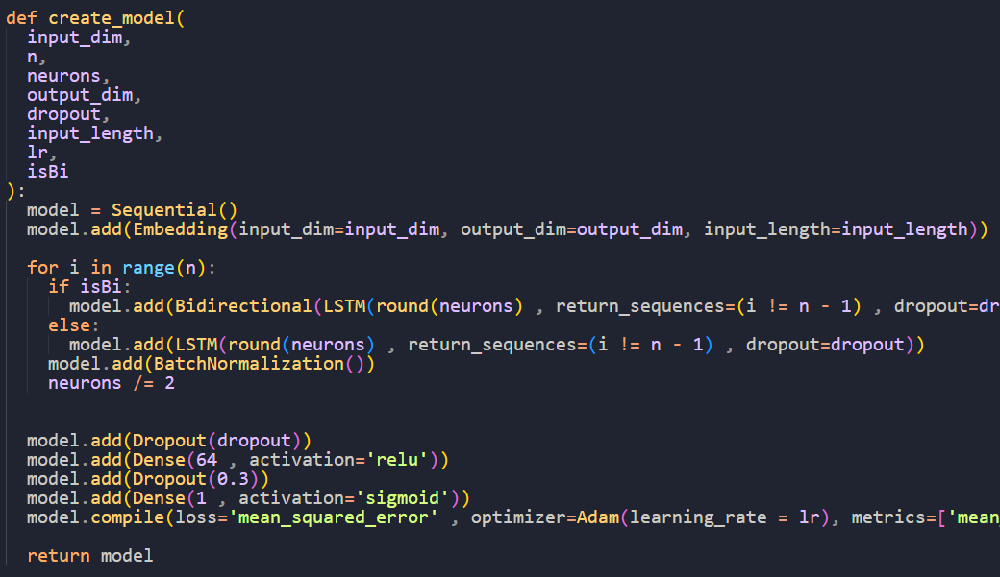 def create_model(
  input_dim,
  n,
  neurons,
  output_dim,
  dropout,
  input_length,
  lr,
  isBi
):
  model = Sequential()
  model.add(Embedding(input_dim=input_dim, output_dim=output_dim, input_length=input_length))
  for i in range(n):
    if isBi:
      model.add(Bidirectional(LSTM(round(neurons) , return_sequences=(i != n - 1) , dropout=dr
    else:
      model.add(LSTM(round(neurons) , return_sequences=(i != n - 1) , dropout=dropout))
    model.add(BatchNormalization())
    neurons /= 2
  model.add(Dropout(dropout))
  model.add(Dense(64 , activation='relu'))
  model.add(Dropout(0.3))
  model.add(Dense(1 , activation='sigmoid'))
  model.compile(loss='mean_squared_error' , optimizer=Adam(learning_rate = lr), metrics=['mean_
  return model